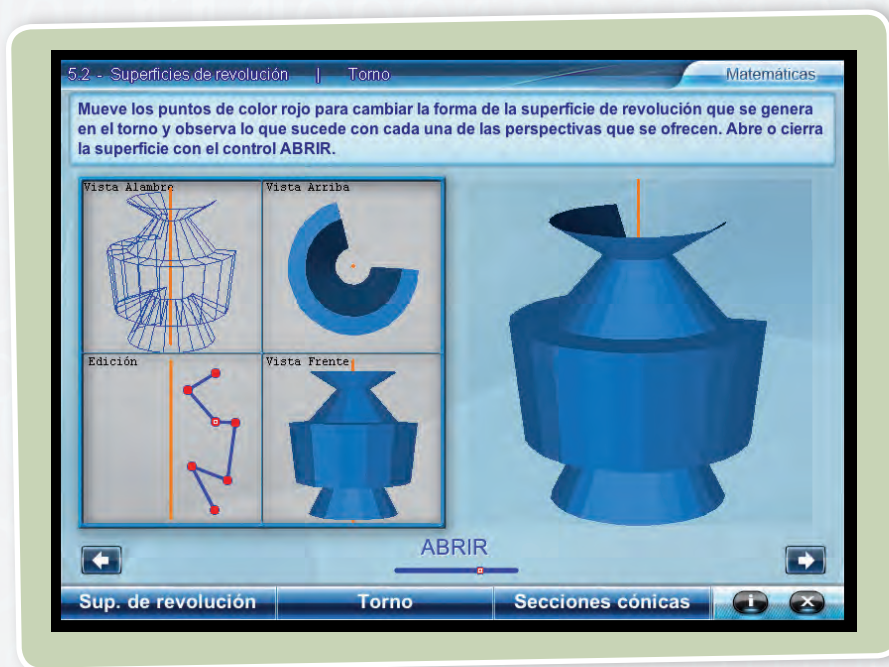 5.2 - Superficies de revolución | Torno
Matemáticas
Mueve los puntos de color rojo para cambiar la forma de la superficie de revolución que se genera
en el torno y observa lo que sucede con cada una de las perspectivas que se ofrecen. Abre o cierra
la superficie con el control ABRIR.
Vista Alambre
Vista Arriba
Edición
Vista Frente
ABRIR
Sup. de revolución
Torno
Secciones cónicas
i
X